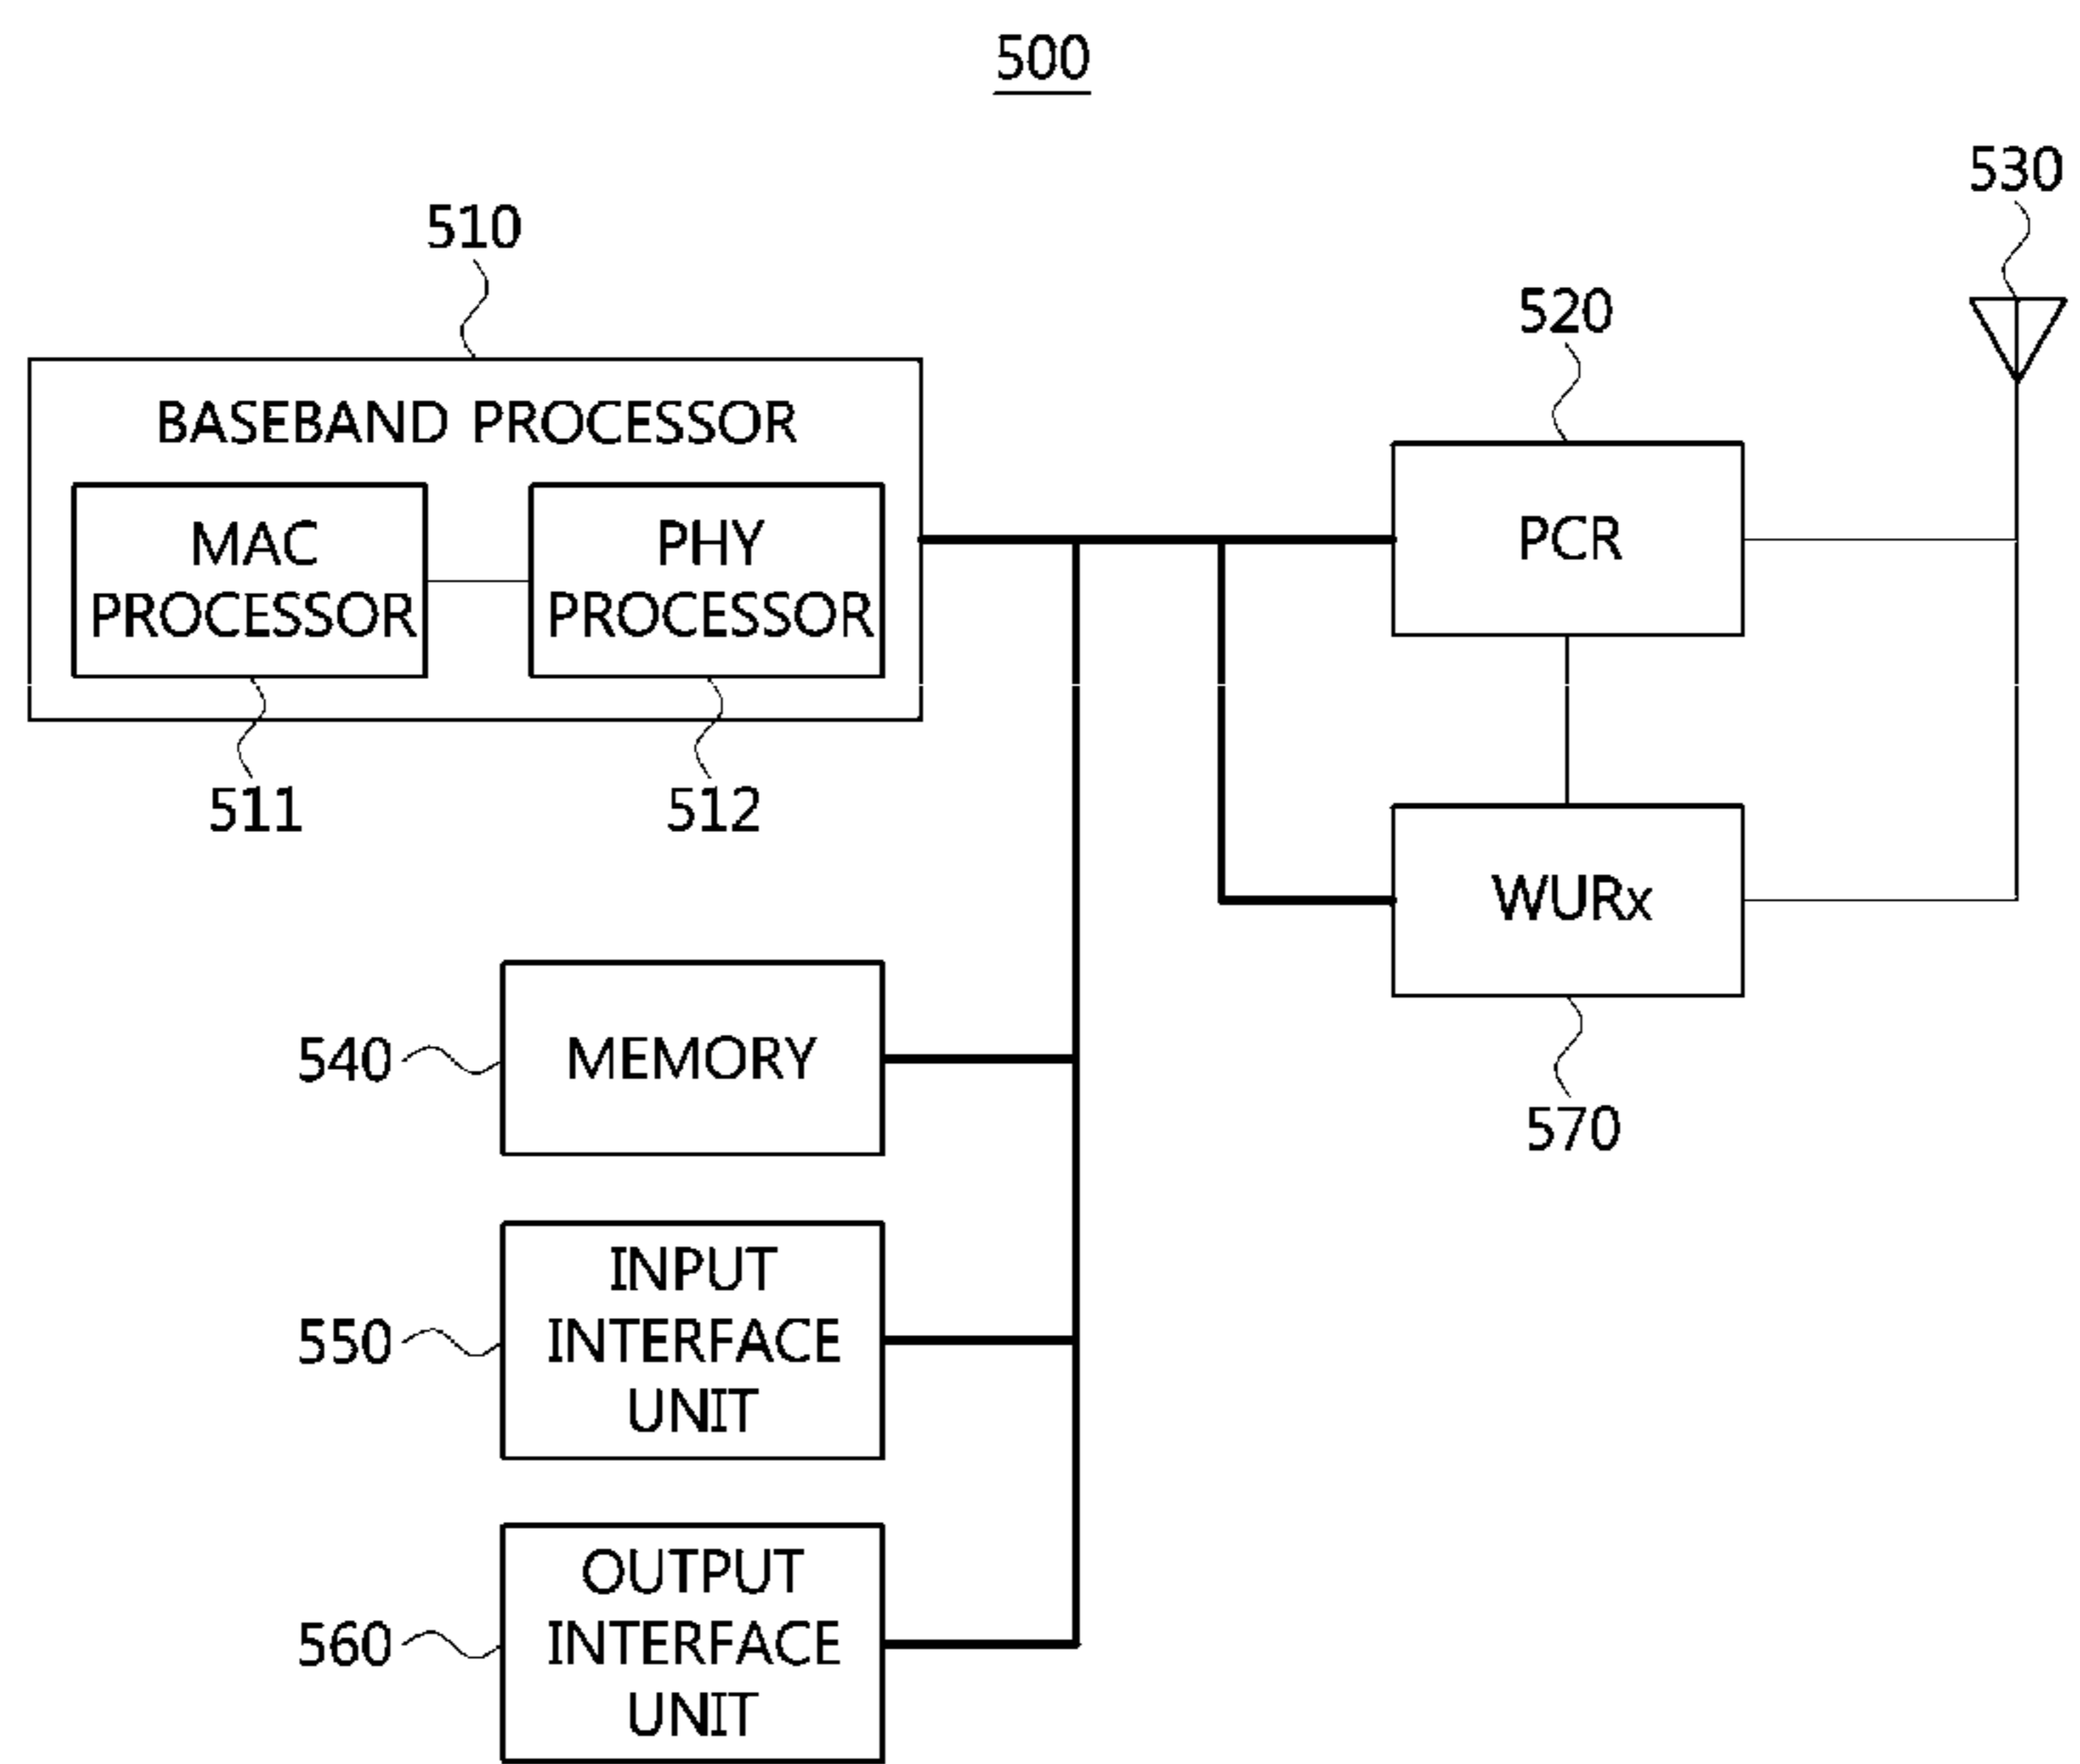 500
530
510
520
BASEBAND PROCESSOR
MAC
PROCESSOR
PHY
PROCESSOR
PCR
511
512
WURx
540
MEMORY
570
550
INPUT
INTERFACE
UNIT
560
OUTPUT
INTERFACE
UNIT